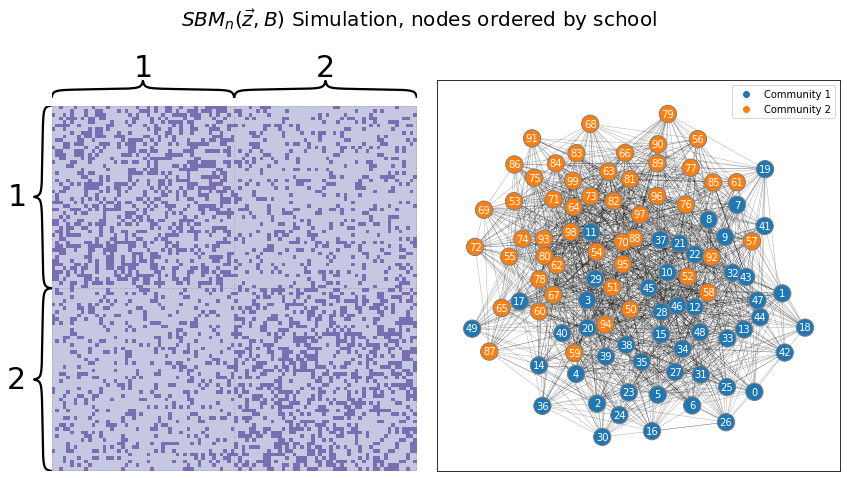 SBMₙ(z⃗, B) Simulation, nodes ordered by school
1 2
1
2
Community 1
Community 2
79
68
91 56
90
83 66
86 84 89 77 19
63
75 99 81 85 61
73 96
53 71 82 76 7
69 64 97
8 41
98 11 9
74 93 70 88 37 21 57
72
54 22
55 80 92
62 95
10 32
78 29 52 43
51 45
67 58 1
17 3 47
65 60 50 28 46 12
44
94 18
49 20 13
40 15 48
33
38
87 59 39 34 42
35
14 4 27 31
25 0
23 5
36 2 6
24
26
30 16